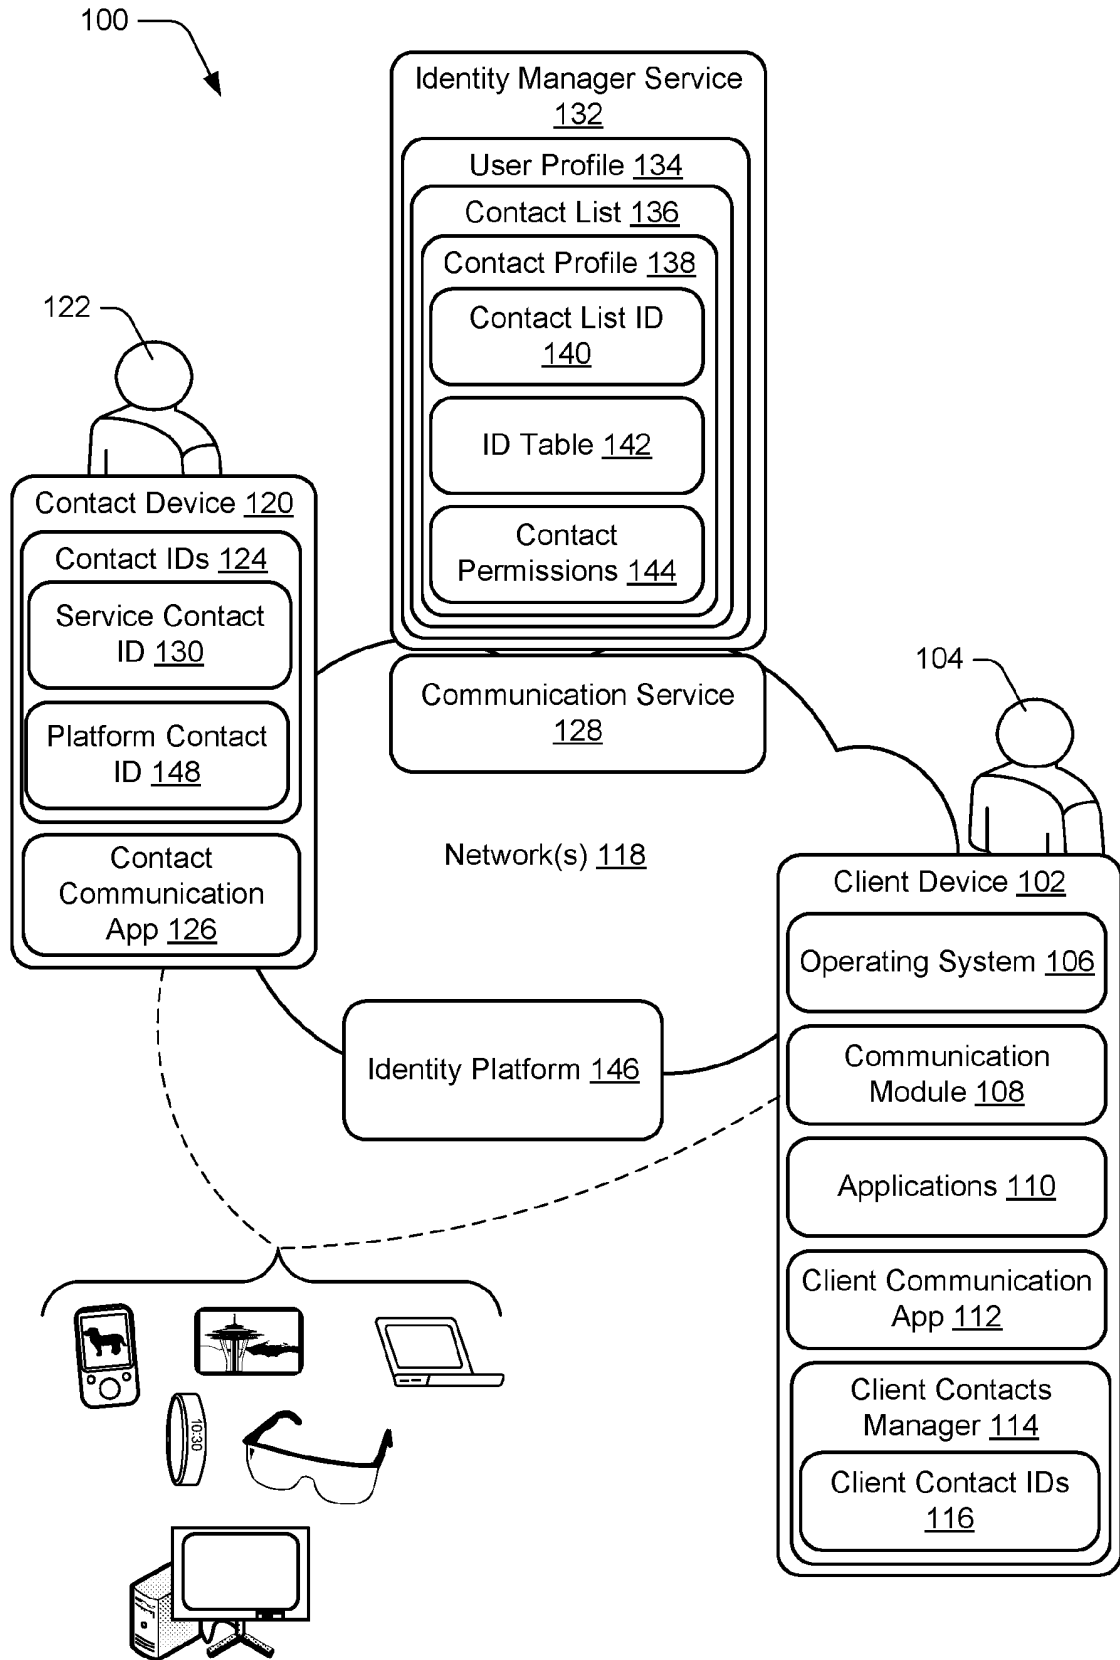 100
Identity Manager Service
132
User Profile 134
Contact List 136
Contact Profile 138
Contact List ID
140
ID Table 142
Contact
Permissions 144
122
Contact Device 120
Contact IDs 124
Service Contact
ID 130
Platform Contact
ID 148
Contact
Communication
App 126
Communication Service
128
104
Network(s) 118
Client Device 102
Operating System 106
Communication
Module 108
Applications 110
Client Communication
App 112
Client Contacts
Manager 114
Client Contact IDs
116
Identity Platform 146
10:30